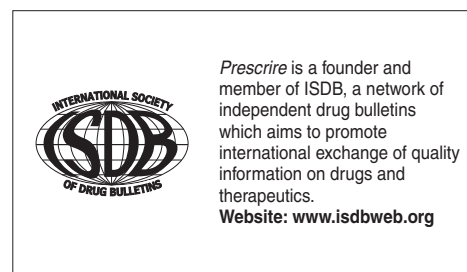 INTERNATIONAL SOCIETY
ISDB
OF DRUG BULLETINS
Prescrire is a founder and
member of ISDB, a network of
independent drug bulletins
which aims to promote
international exchange of quality
information on drugs and
therapeutics.
Website: www.isdbweb.org